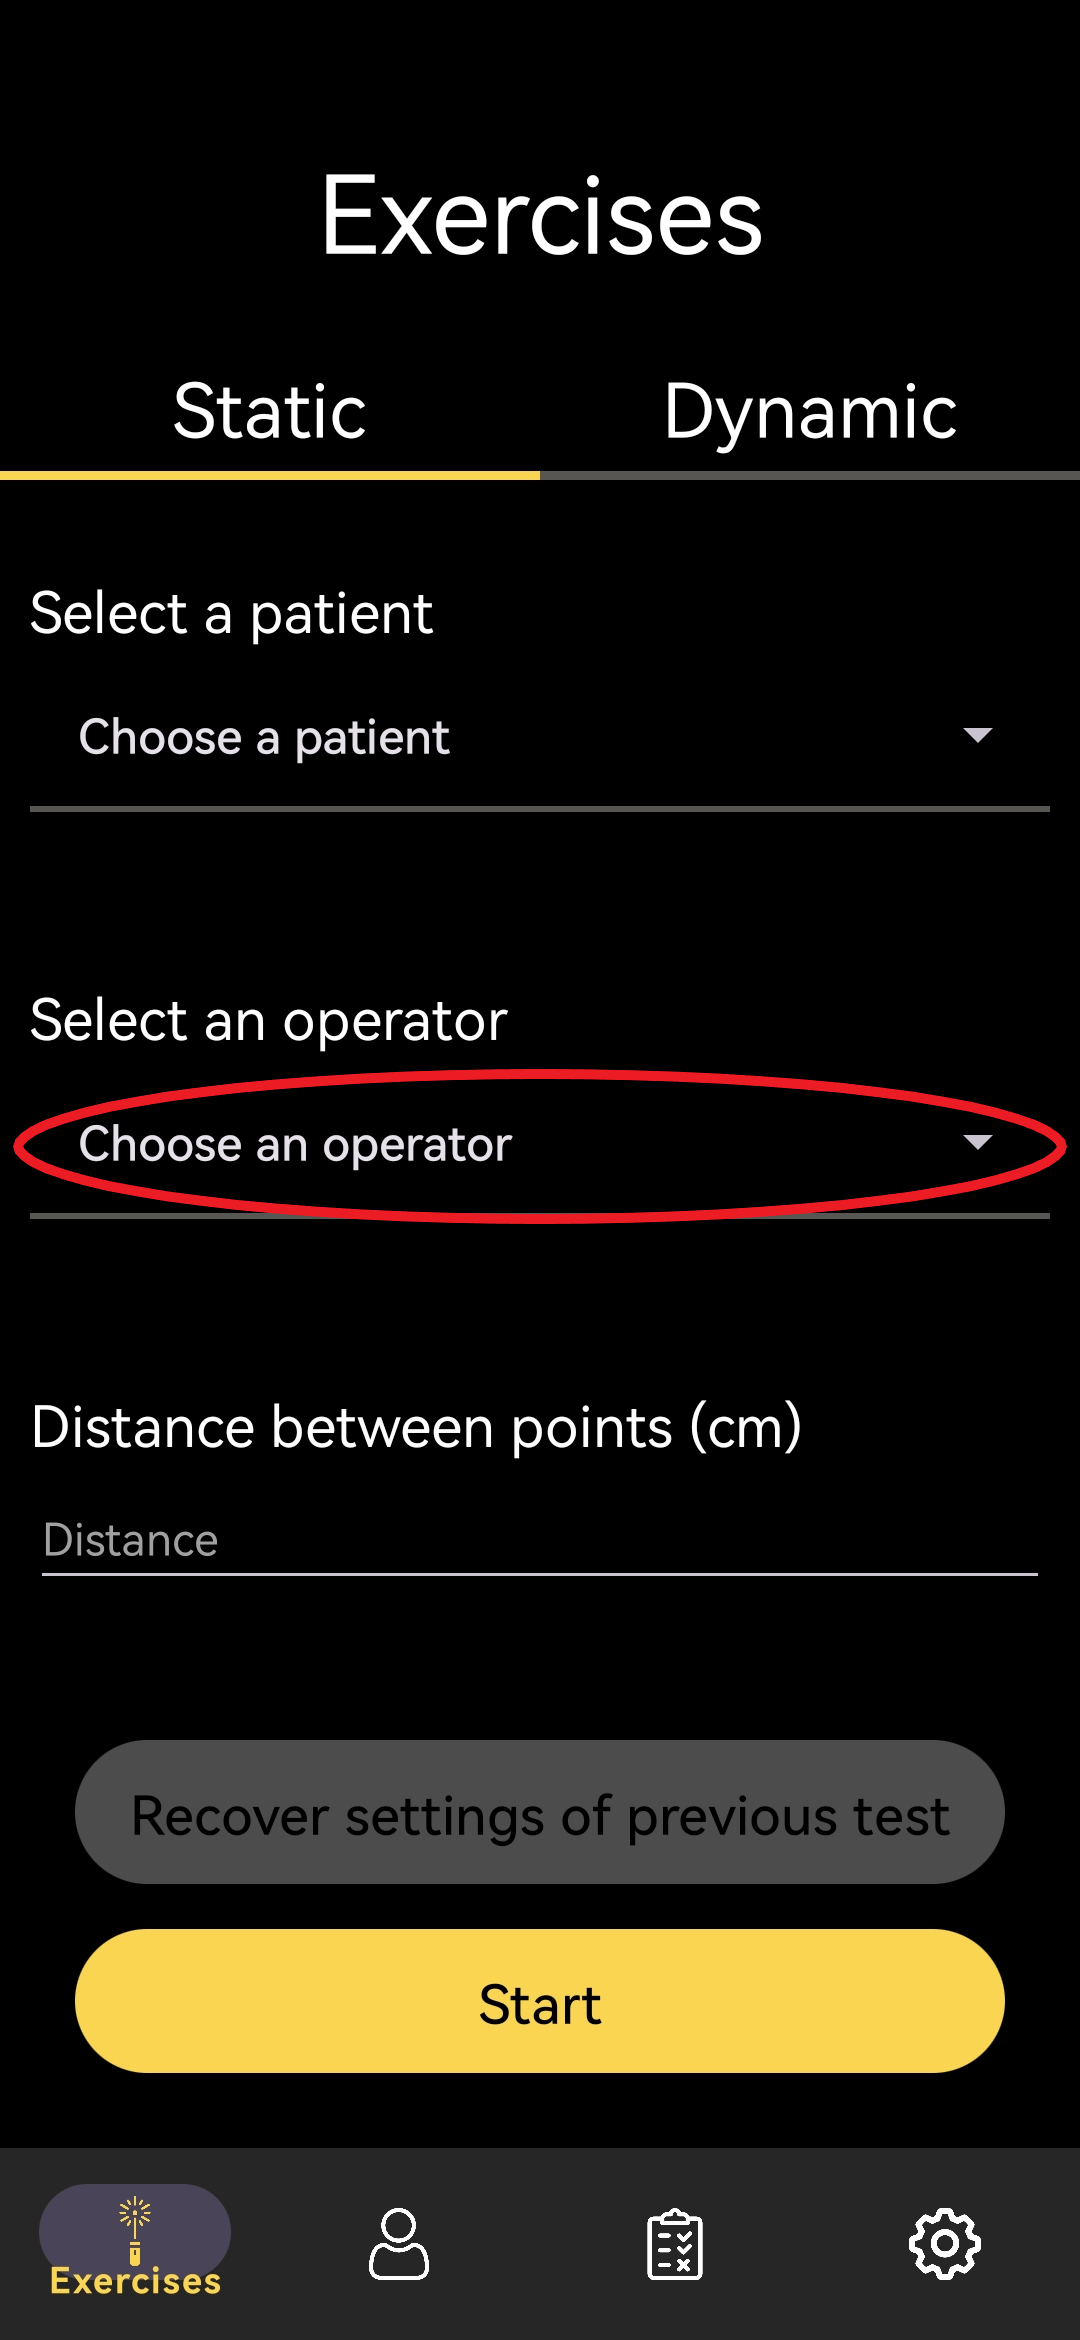 Exercises
Static Dynamic
Select a patient
Choose a patient
Select an operator
Choose an operator
Distance between points (cm)
Distance
Recover settings of previous test
Start
Exercises